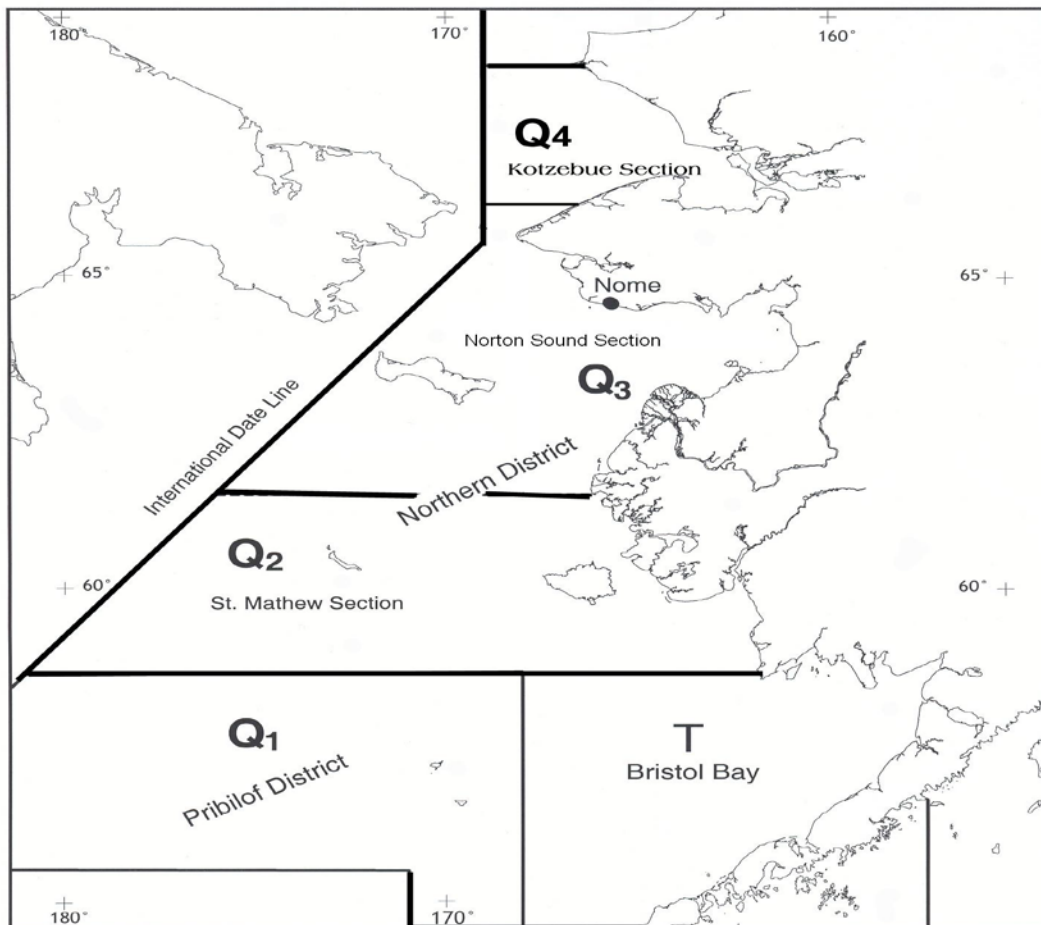 180°
170°
160°
Q4
Kotzebue Section
65°
65°
Nome
Norton Sound Section
Q3
International Date Line
Northern District
Q2
St. Mathew Section
60°
60°
Q1
Pribilof District
T
Bristol Bay
180°
170°